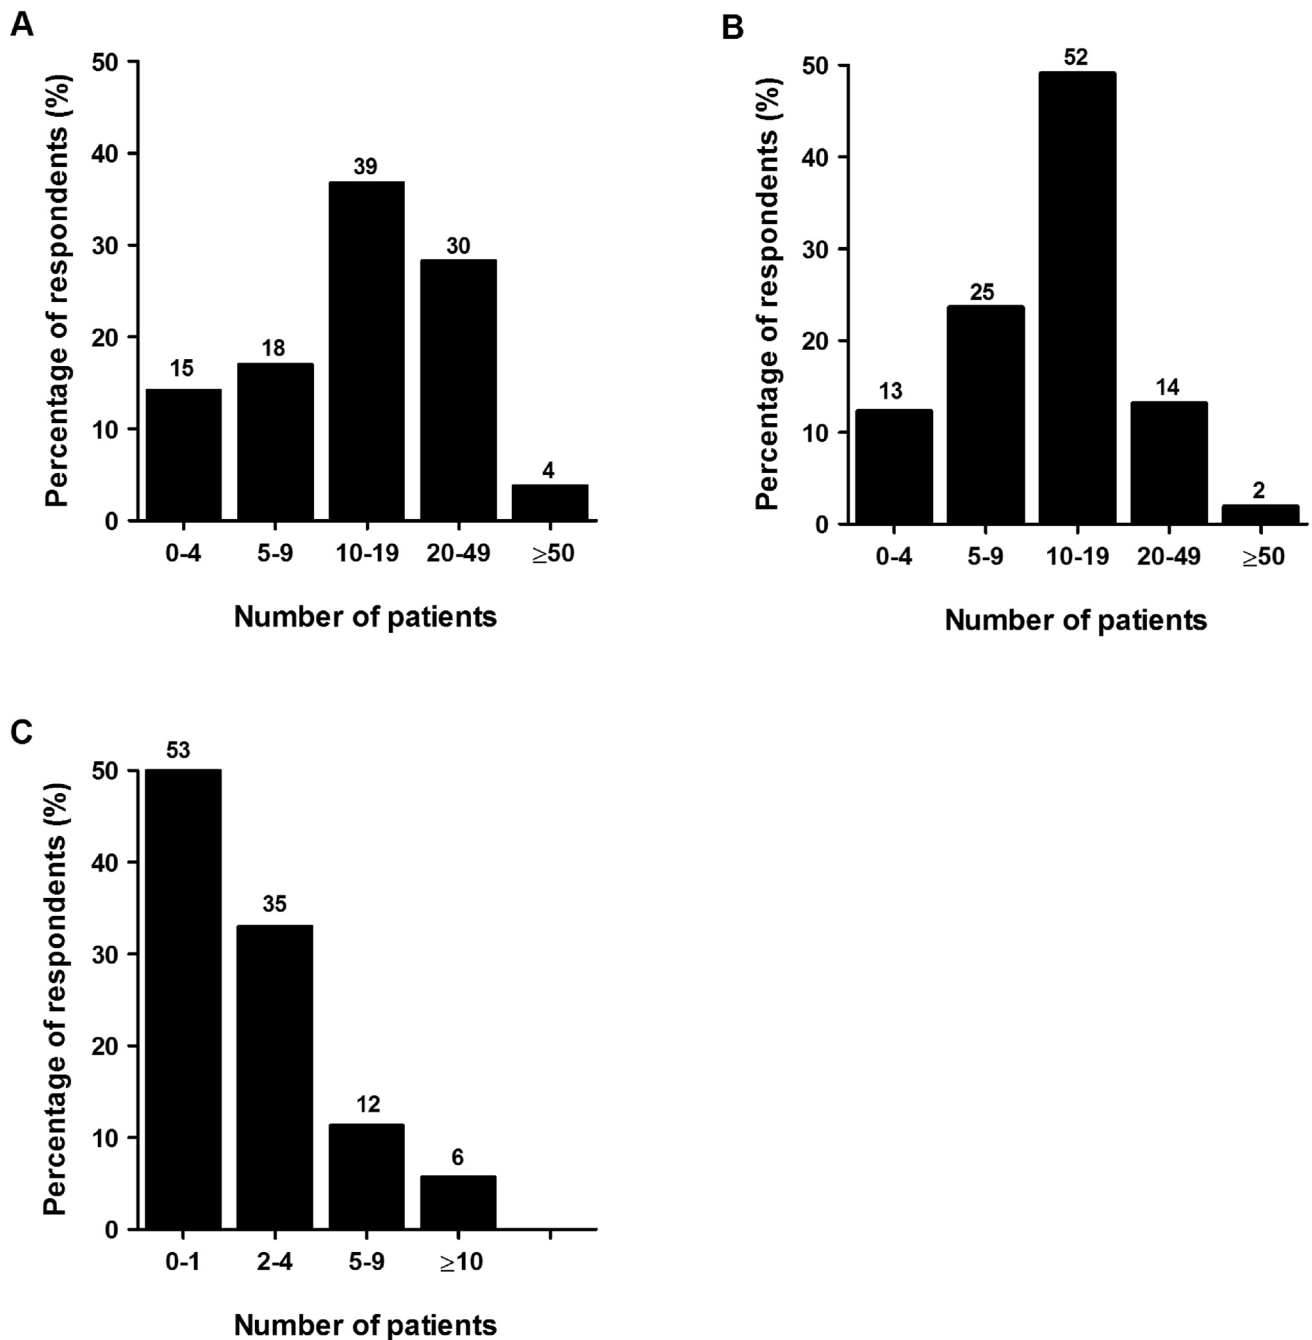 A
Percentage of respondents (%)
50
40
30
20
10
0
15
18
39
30
4
0-4 5-9 10-19 20-49 ≥50
Number of patients
B
Percentage of respondents (%)
50
40
30
20
10
0
13
25
52
14
2
0-4 5-9 10-19 20-49 ≥50
Number of patients
C
Percentage of respondents (%)
50
40
30
20
10
0
53
35
12
6
0-1 2-4 5-9 ≥10
Number of patients